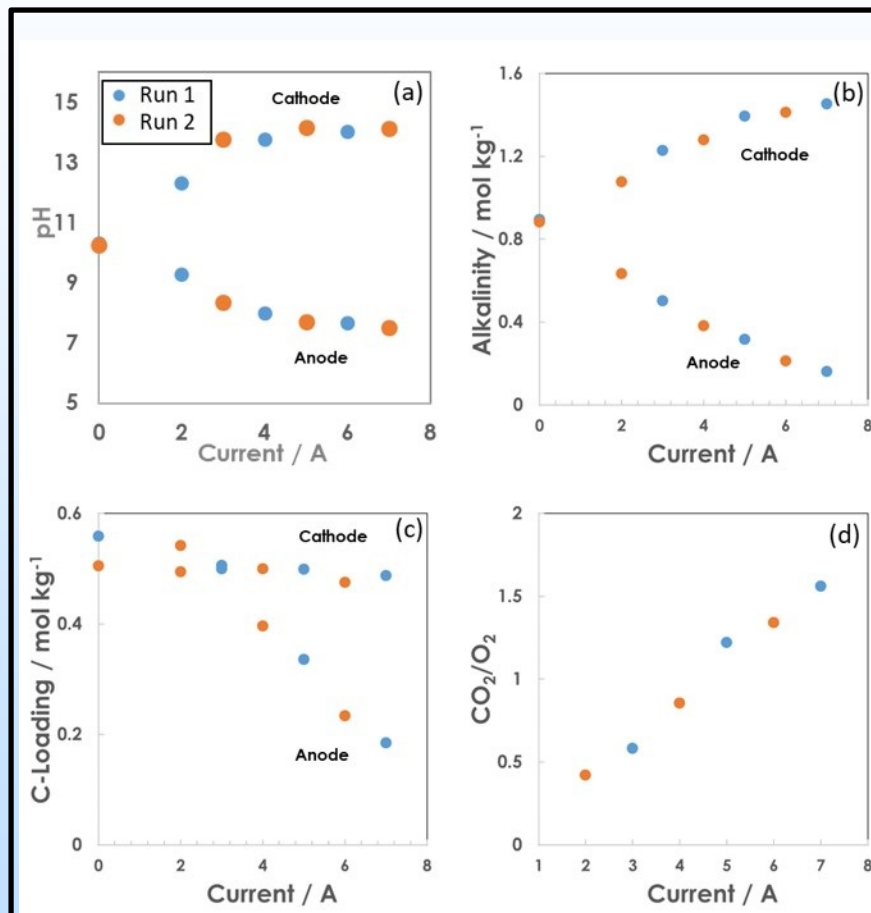 (a)
Run 1
Run 2
Cathode
Anode
pH
15
13
11
9
7
5
0 2 4 6 8
Current / A
(b)
Cathode
Anode
Alkalinity / mol kg⁻¹
1.6
1.2
0.8
0.4
0
0 1 2 3 4 5 6 7 8
Current / A
(c)
Cathode
Anode
C-Loading / mol kg⁻¹
0.6
0.4
0.2
0
0 2 4 6 8
Current / A
(d)
CO₂/O₂
2
1.5
1
0.5
0
1 2 3 4 5 6 7 8
Current / A